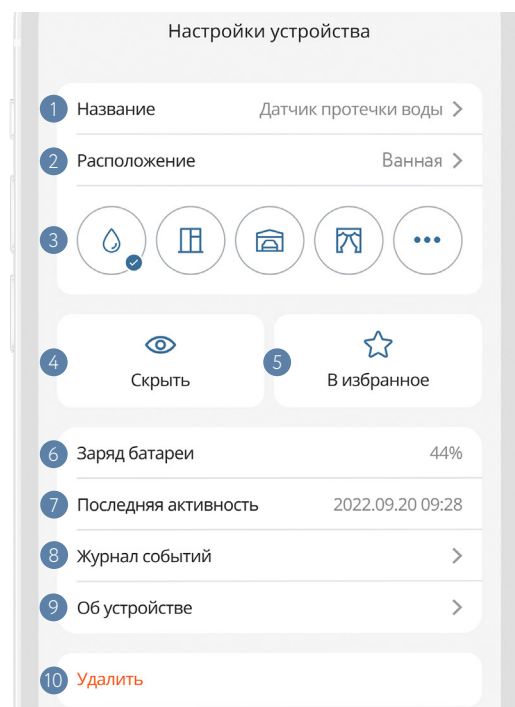 Настройки устройства
1 Название Датчик протечки воды
2 Расположение Ванная
3
4 Скрыть
5 В избранное
6 Заряд батареи 44%
7 Последняя активность 2022.09.20 09:28
8 Журнал событий
9 Об устройстве
10 Удалить